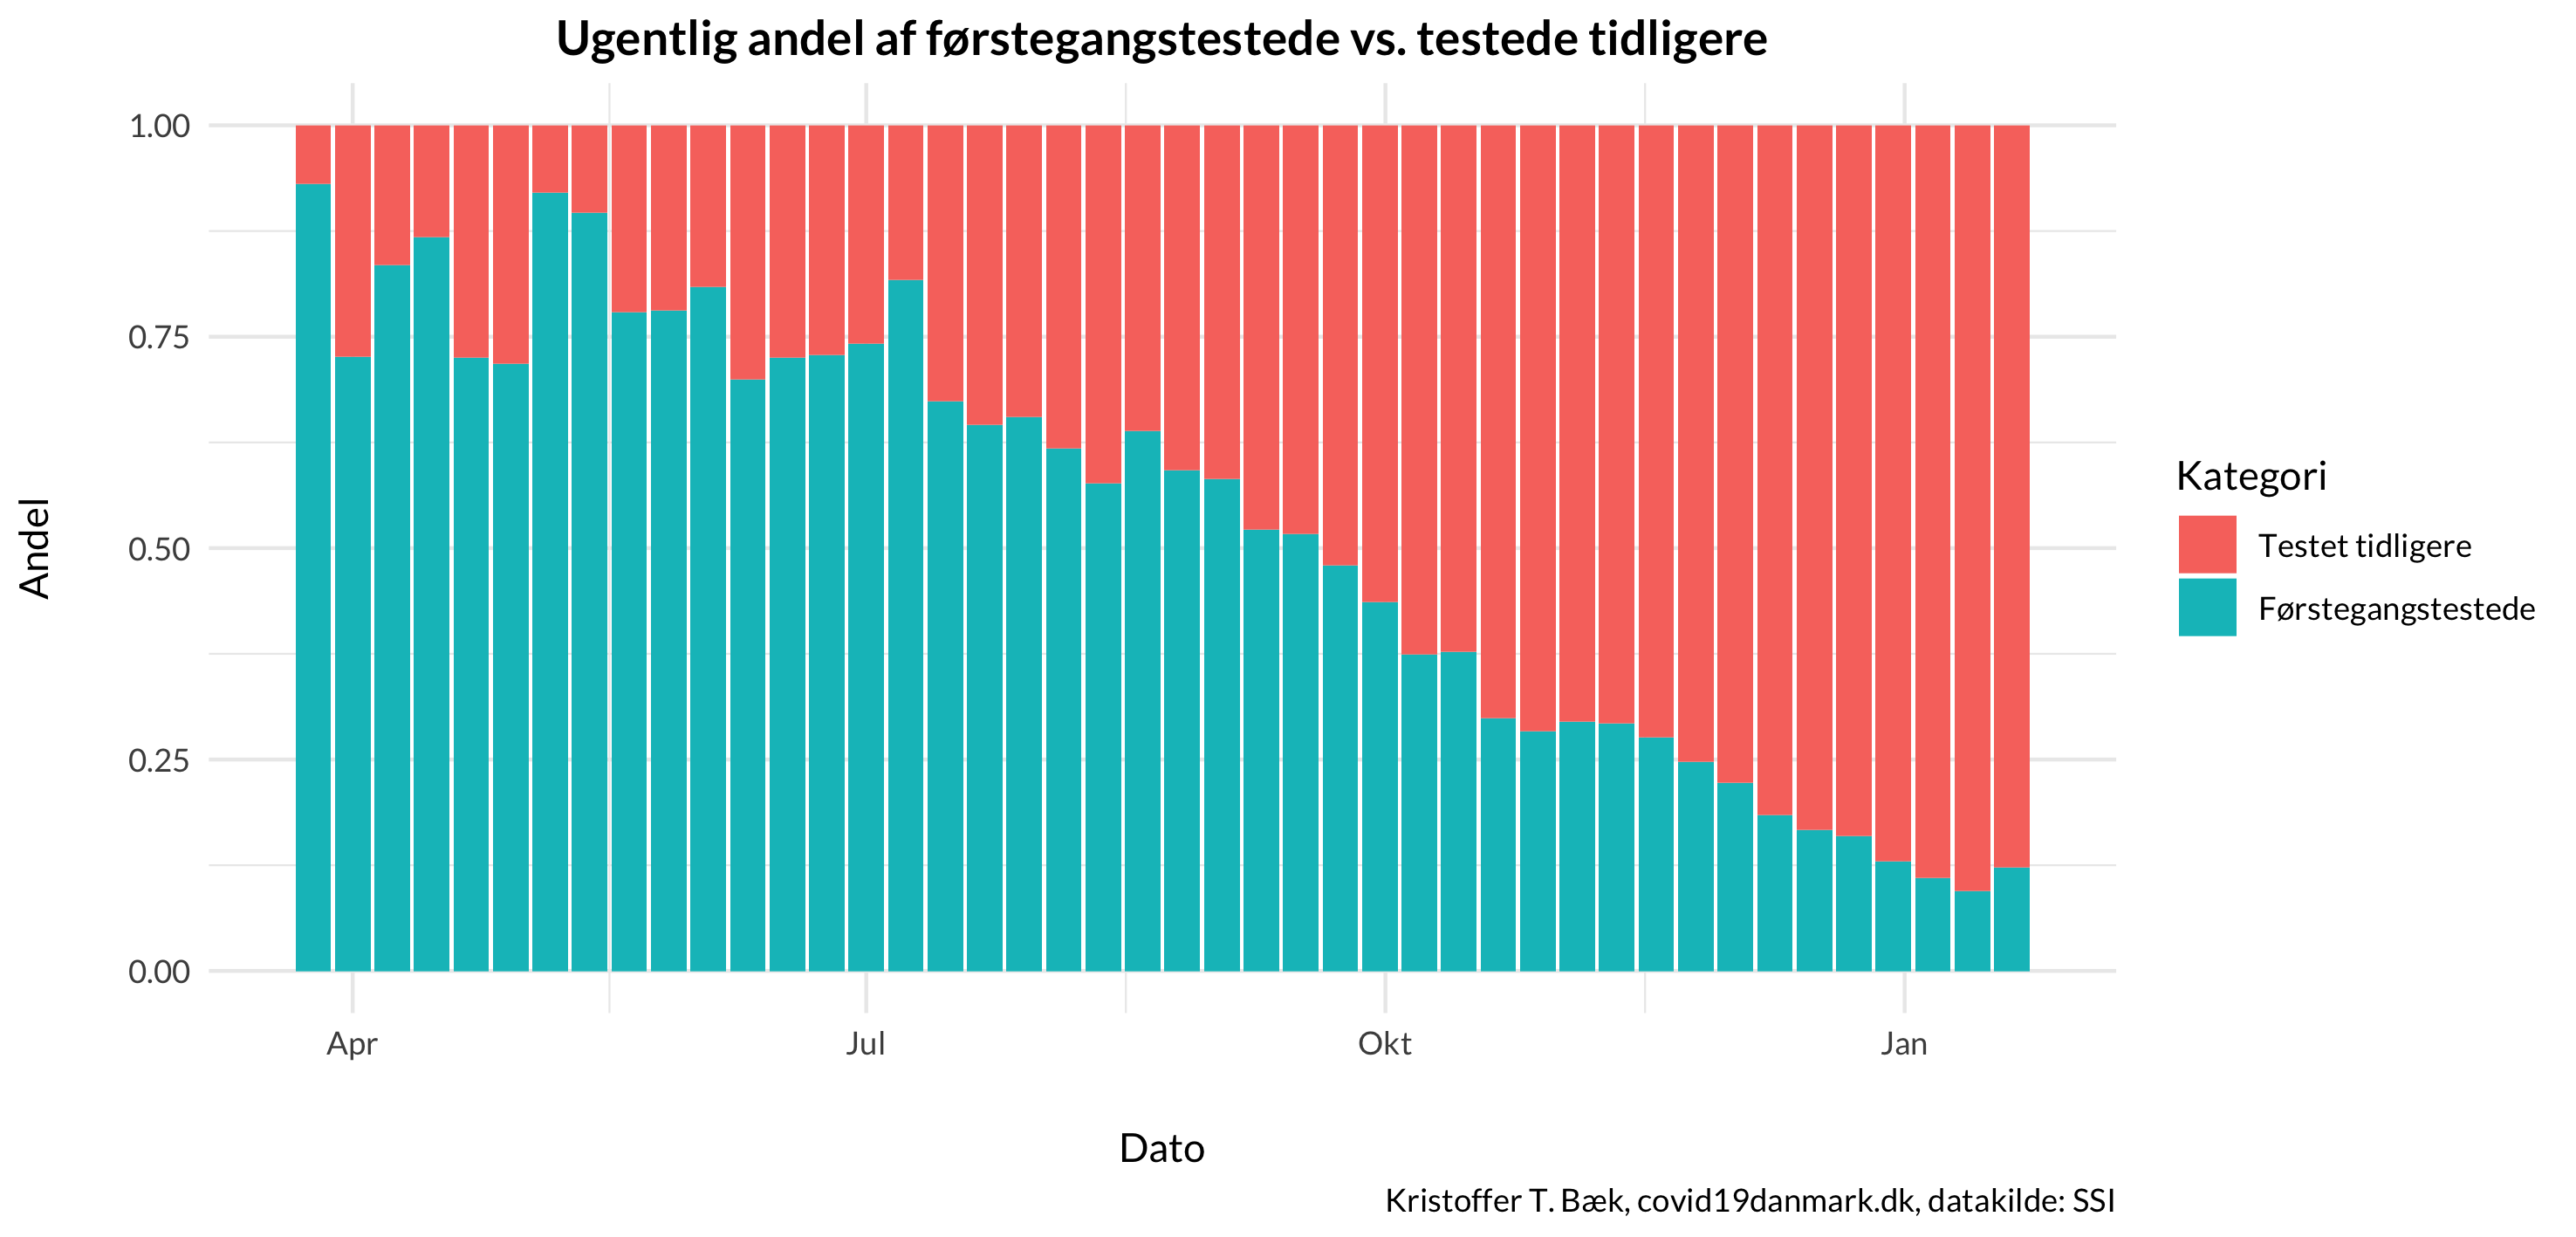 Ugentlig andel af førstegangstestede vs. testede tidligere
Andel
1.00
0.75
0.50
0.25
0.00
Apr
Jul
Okt
Jan
Dato
Kategori
Testet tidligere
Førstegangstestede
Kristoffer T. Bæk, covid19danmark.dk, datakilde: SSI